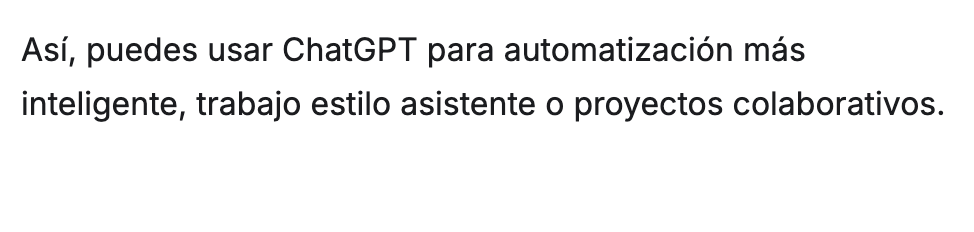 Así, puedes usar ChatGPT para automatización más
inteligente, trabajo estilo asistente o proyectos colaborativos.